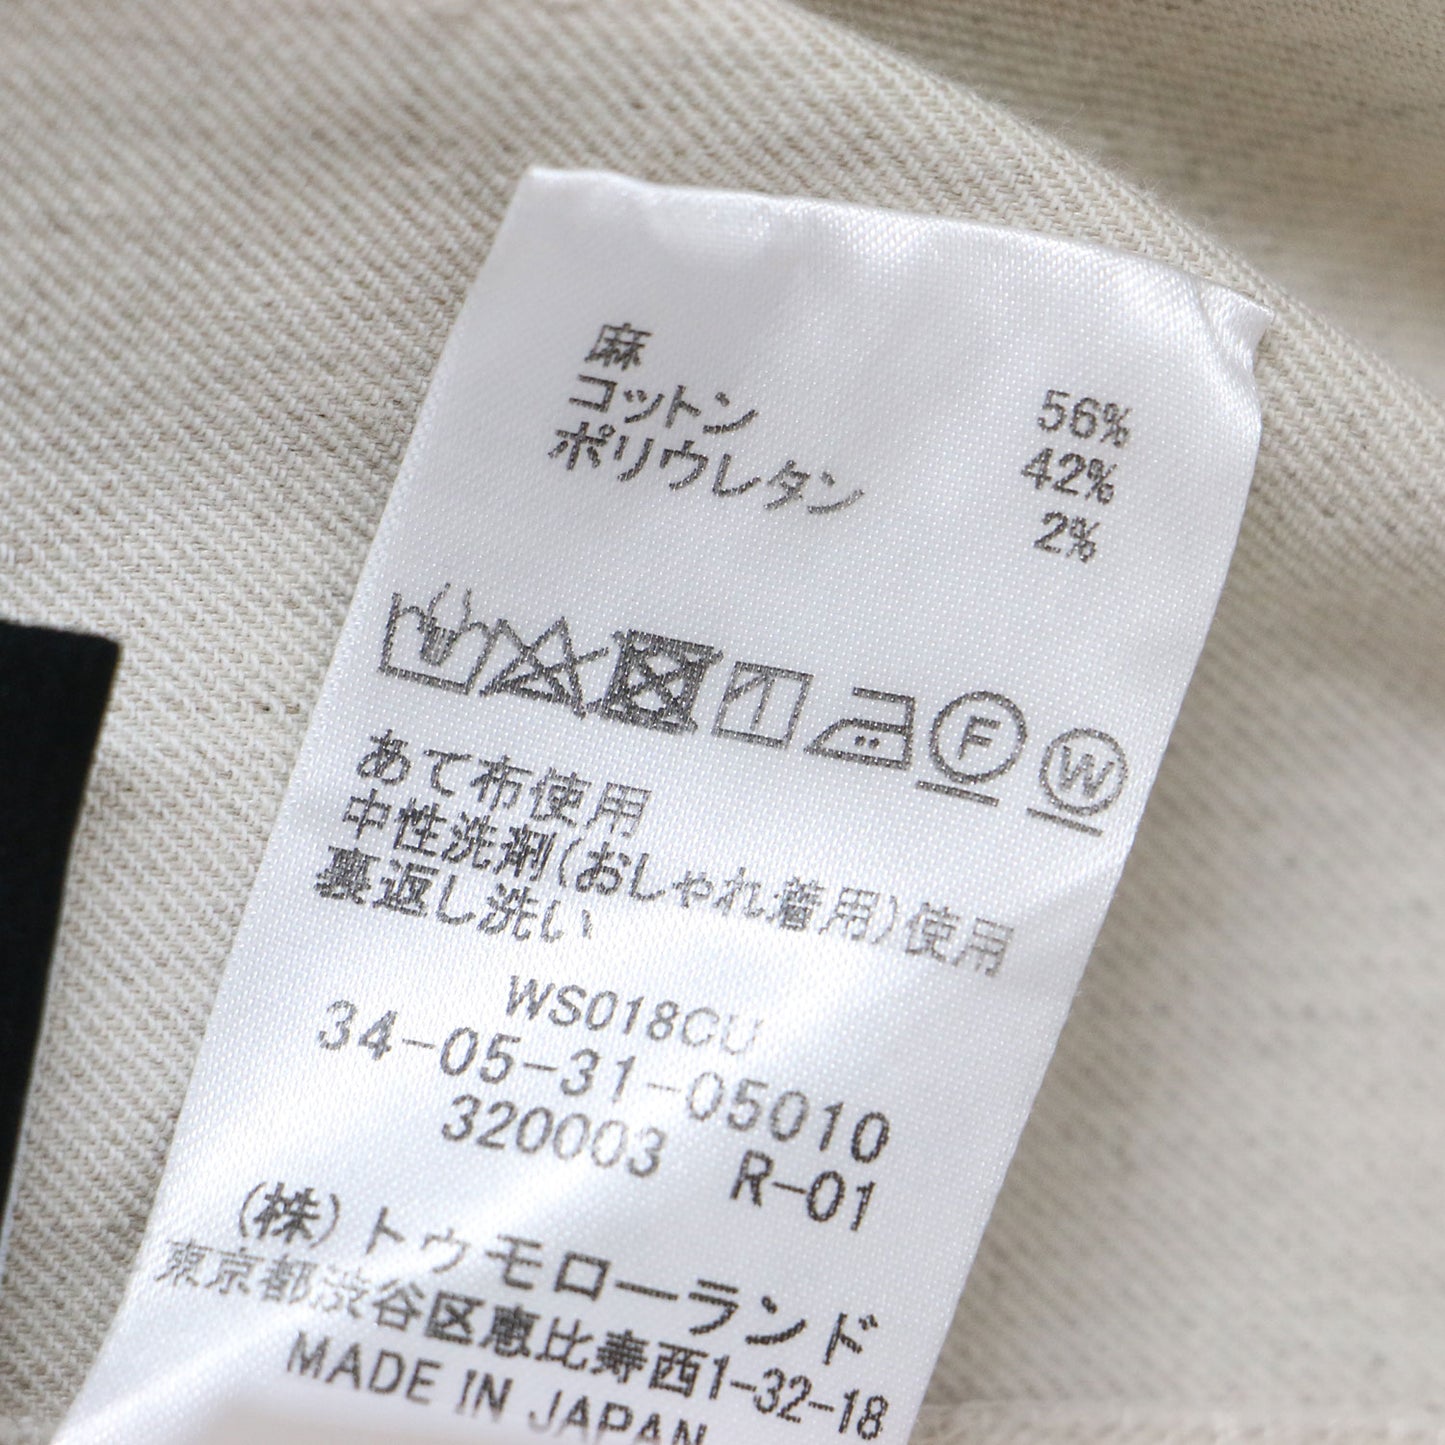 麻 56%
コットン 42%
ポリウレタン 2%
F W
あて布使用
中性洗剤(おしゃれ着用)使用
裏返し洗い
WS018CU
34-05-31-05010
320003 R-01
(株)トゥモローランド
東京都渋谷区恵比寿西1-32-18
MADE IN JAPAN